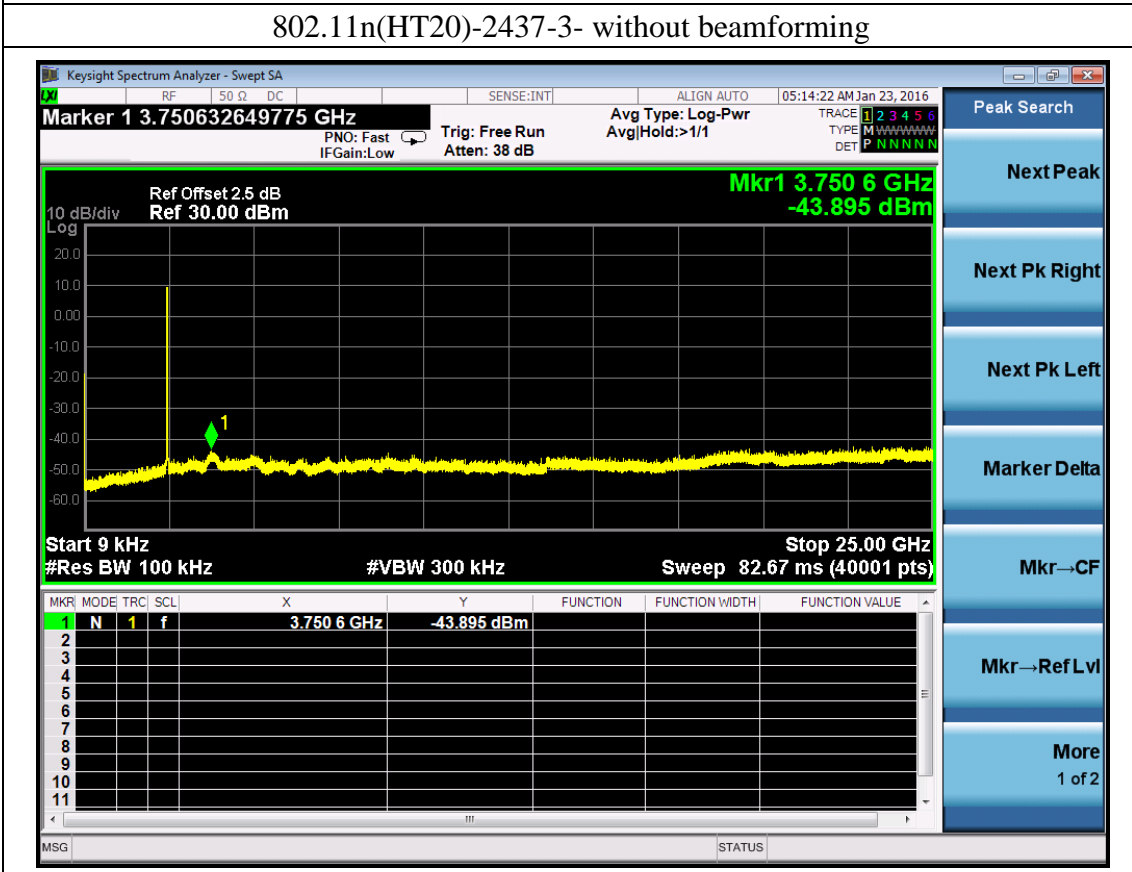 802.11n(HT20)-2437-3- without beamforming
Keysight Spectrum Analyzer - Swept SA
LXI RF 50 Ω DC SENSE:INT ALIGN AUTO 05:14:22 AM Jan 23, 2016
Marker 1 3.750632649775 GHz
PNO: Fast
IFGain:Low
Trig: Free Run
Atten: 38 dB
Avg Type: Log-Pwr
Avg|Hold:>1/1
TRACE 1 2 3 4 5 6
TYPE M WWWWW
DET P N N N N N
Peak Search
Next Peak
Next Pk Right
Next Pk Left
Marker Delta
Mkr→CF
Mkr→Ref Lvl
More
1 of 2
Mkr1 3.750 6 GHz
-43.895 dBm
Ref Offset 2.5 dB
10 dB/div Ref 30.00 dBm
Log
20.0
10.0
0.00
-10.0
-20.0
-30.0
-40.0
-50.0
-60.0
1
Start 9 kHz Stop 25.00 GHz
#Res BW 100 kHz #VBW 300 kHz Sweep 82.67 ms (40001 pts)
MKR MODE TRC SCL X Y FUNCTION FUNCTION WIDTH FUNCTION VALUE
1 N 1 f 3.750 6 GHz -43.895 dBm
2
3
4
5
6
7
8
9
10
11
MSG STATUS